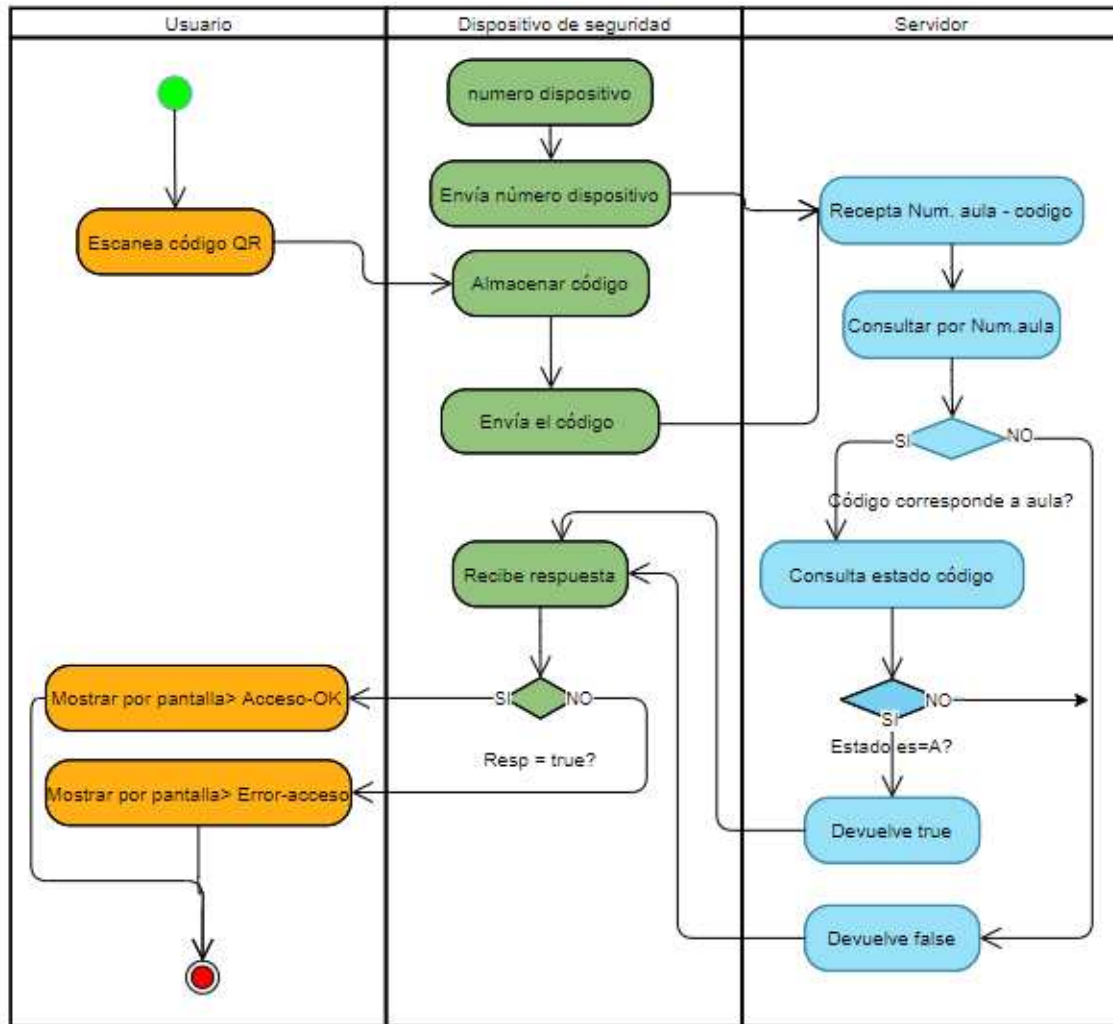 Usuario
Dispositivo de seguridad
Servidor
numero dispositivo
Envía número dispositivo
Recepta Num. aula - codigo
Escanea código QR
Almacenar código
Consultar por Num.aula
Envía el código
SI
NO
Código corresponde a aula?
Recibe respuesta
Consulta estado código
Mostrar por pantalla> Acceso-OK
SI
NO
NO
SI
Estado es=A?
Resp = true?
Mostrar por pantalla> Error-acceso
Devuelve true
Devuelve false